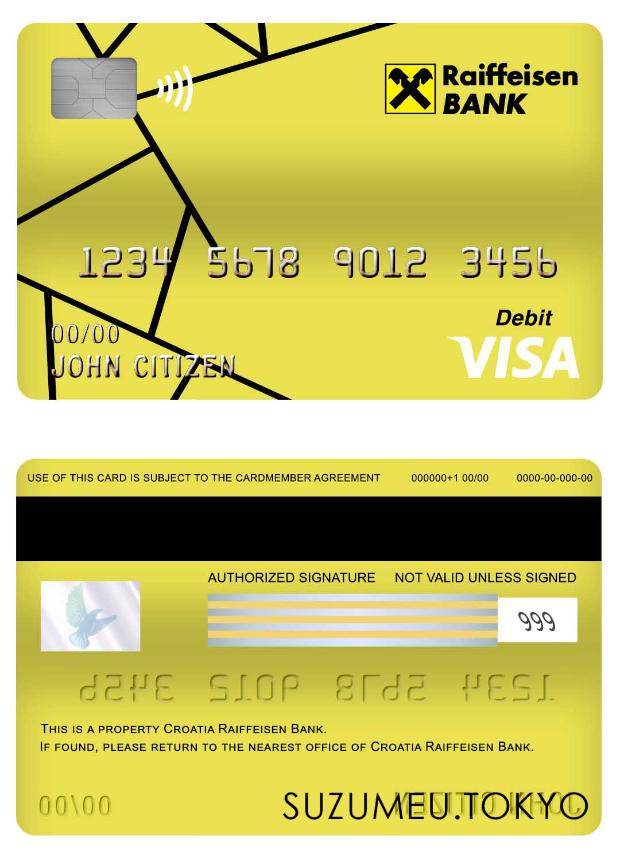 Raiffeisen
BANK
1234 5678 9012 3456
00/00
JOHN CITIZEN
Debit
VISA
USE OF THIS CARD IS SUBJECT TO THE CARDMEMBER AGREEMENT 000000+1 00/00 0000-00-000-00
AUTHORIZED SIGNATURE NOT VALID UNLESS SIGNED
999
1234 5678 9012 3456
THIS IS A PROPERTY CROATIA RAIFFEISEN BANK.
IF FOUND, PLEASE RETURN TO THE NEAREST OFFICE OF CROATIA RAIFFEISEN BANK.
00/00 JOHN CITIZEN
SUZUMEU.TOKYO